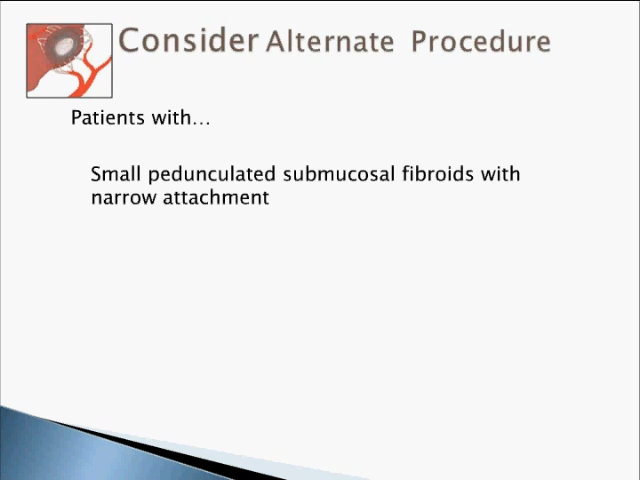 Consider Alternate Procedure
Patients with…
Small pedunculated submucosal fibroids with
narrow attachment